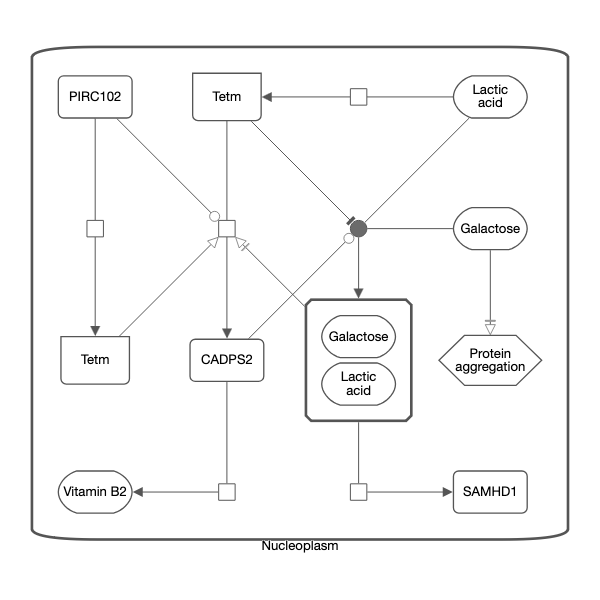 PIRC102
Tetm
Lactic
acid
Galactose
Tetm
CADPS2
Galactose
Lactic
acid
Protein
aggregation
Vitamin B2
SAMHD1
Nucleoplasm